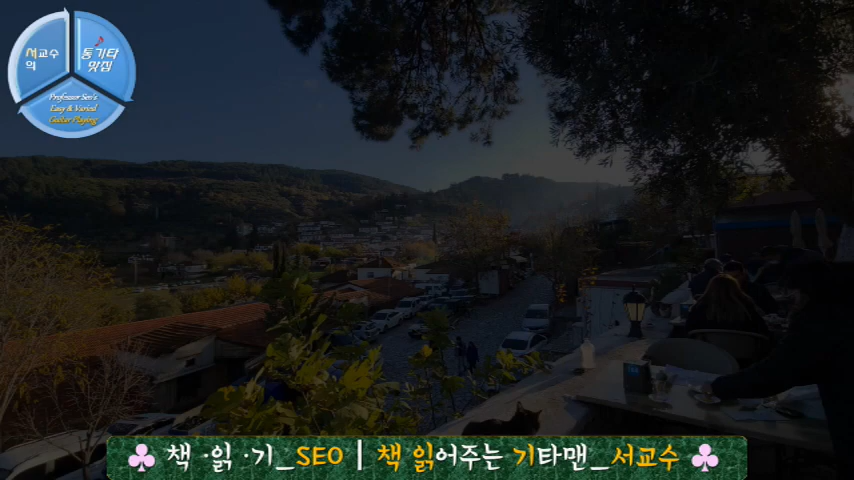 서교수
의
통기타
맛집
Professor Seo's
Easy & Varied
Guitar Playing
♣ 책 ·읽 ·기_SEO | 책 읽어주는 기타맨_서교수 ♣